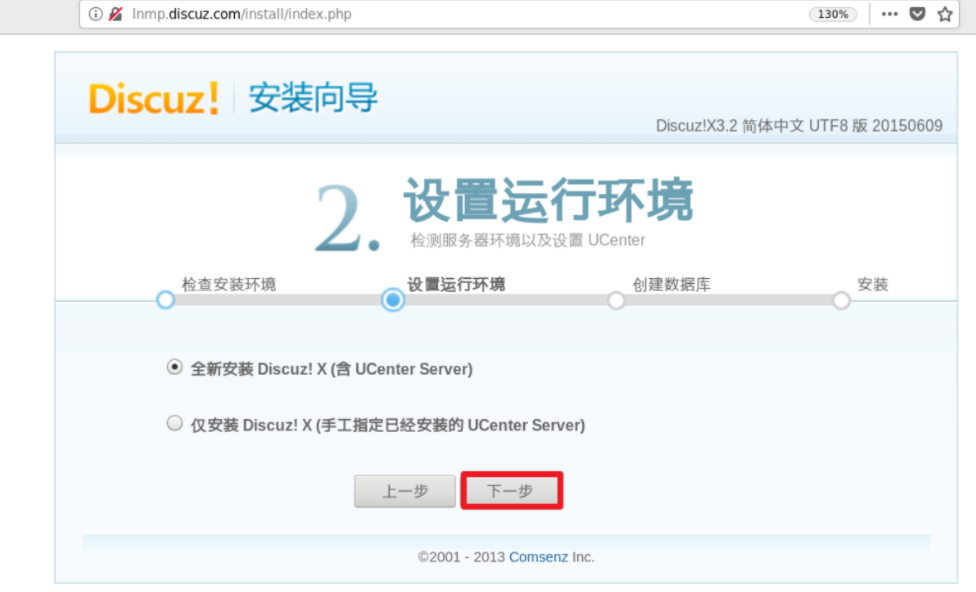 lnmp.discuz.com/install/index.php 130%
Discuz! 安装向导
Discuz!X3.2 简体中文 UTF8 版 20150609
2. 设置运行环境
检测服务器环境以及设置 UCenter
检查安装环境 设置运行环境 创建数据库 安装
全新安装 Discuz! X (含 UCenter Server)
仅安装 Discuz! X (手工指定已经安装的 UCenter Server)
上一步 下一步
©2001 - 2013 Comsenz Inc.